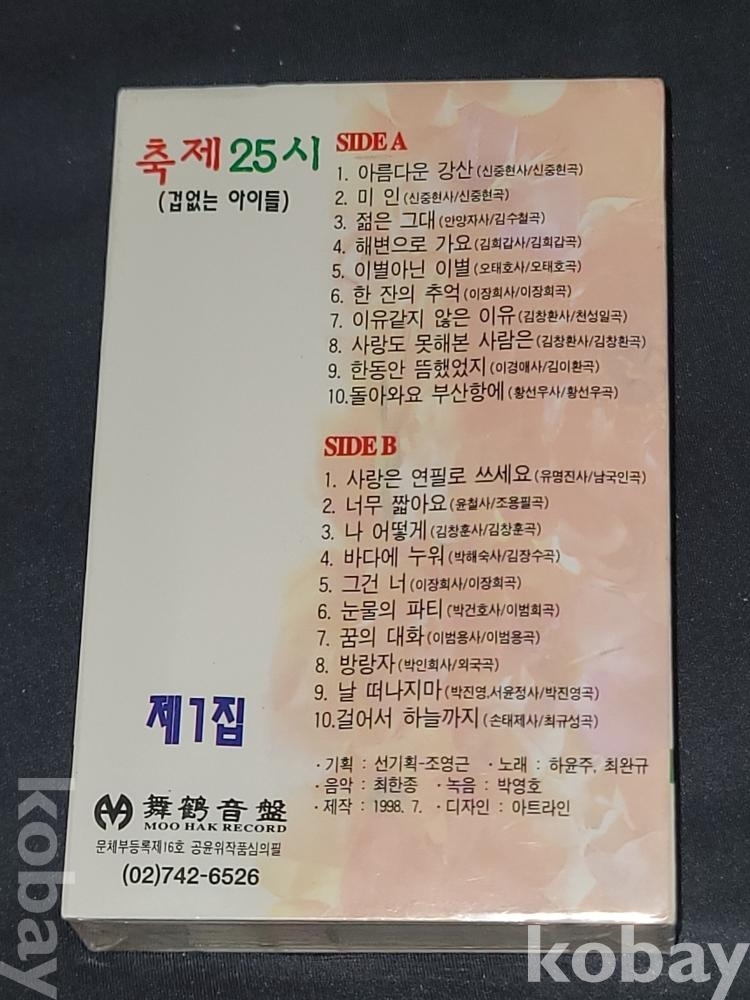 축제25시
(겁없는 아이들)
SIDE A
1. 아름다운 강산(신중현사/신중현곡)
2. 미 인(신중현사/신중현곡)
3. 젊은 그대(안양자사/김수철곡)
4. 해변으로 가요(김희갑사/김희갑곡)
5. 이별아닌 이별(오태호사/오태호곡)
6. 한 잔의 추억(이장희사/이장희곡)
7. 이유같지 않은 이유(김창환사/천성일곡)
8. 사랑도 못해본 사람은(김창환사/김창환곡)
9. 한동안 뜸했었지(이경애사/김이환곡)
10.돌아와요 부산항에(황선우사/황선우곡)
SIDE B
1. 사랑은 연필로 쓰세요(유명진사/남국인곡)
2. 너무 짧아요(윤철사/조용필곡)
3. 나 어떻게(김창훈사/김창훈곡)
4. 바다에 누워(박해숙사/김장수곡)
5. 그건 너(이장희사/이장희곡)
6. 눈물의 파티(박건호사/이범희곡)
7. 꿈의 대화(이범용사/이범용곡)
8. 방랑자(박인희사/외국곡)
9. 날 떠나지마(박진영,서윤정사/박진영곡)
10.걸어서 하늘까지(손태제사/최규성곡)
제1집
·기획 : 선기획-조영근 ·노래 : 하윤주, 최완규
·음악 : 최한종 ·녹음 : 박영호
·제작 : 1998. 7. ·디자인 : 아트라인
舞鶴音盤
MOO HAK RECORD
문체부등록제16호 공윤위작품심의필
(02)742-6526
kobay
kobay